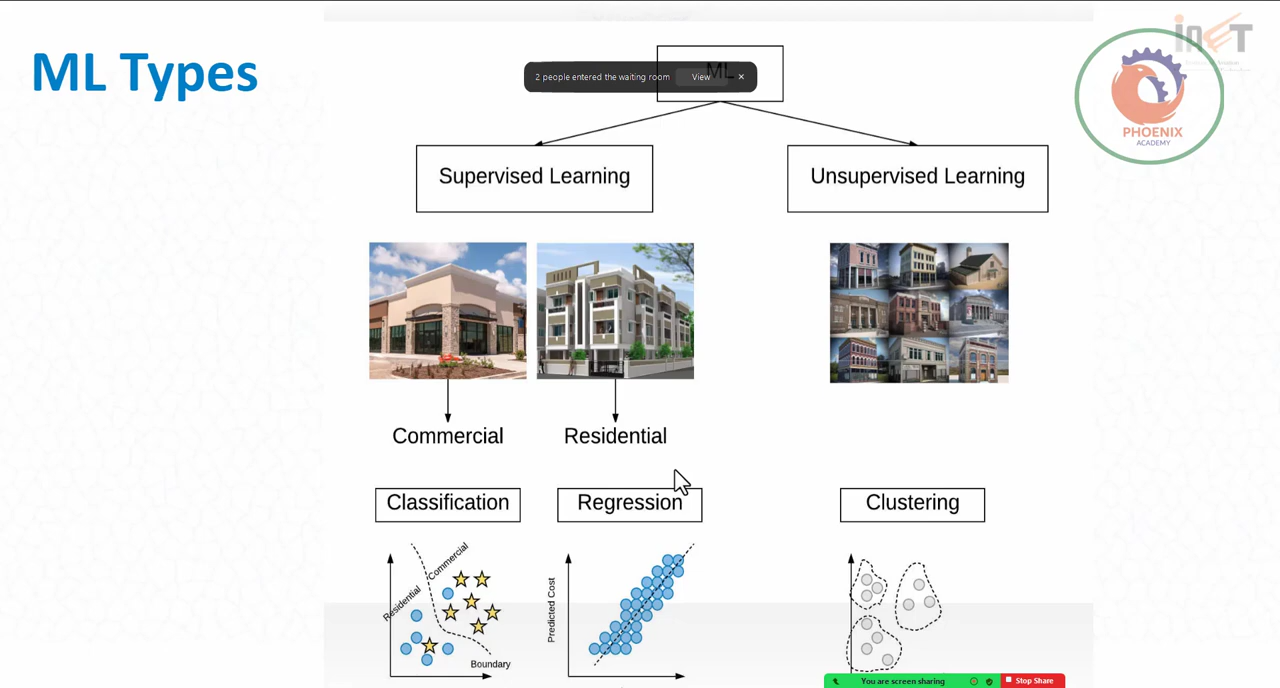 ML Types
2 people entered the waiting room View ×
ML
iNET
PHOENIX
ACADEMY
Supervised Learning
Unsupervised Learning
Commercial
Residential
Classification
Regression
Clustering
Residential
Commercial
Boundary
Predicted Cost
You are screen sharing
Stop Share